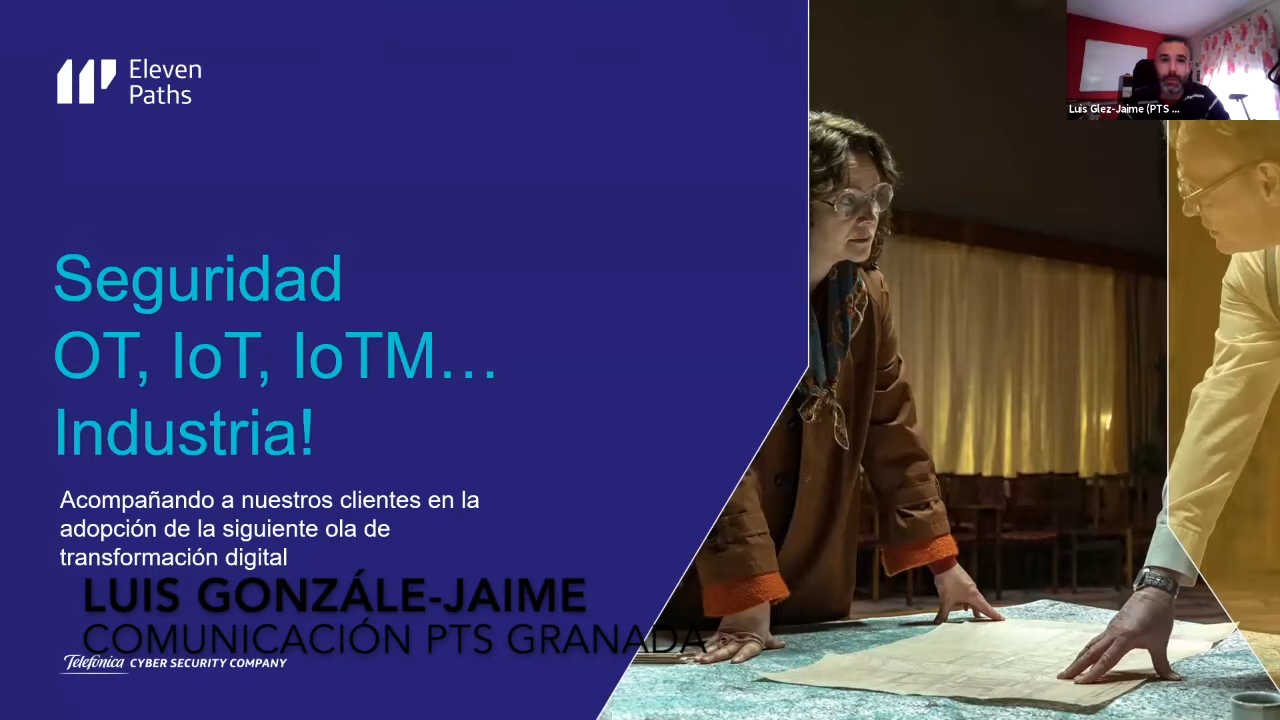 Eleven
Paths
Luis Glez-Jaime (PTS ...
Seguridad
OT, IoT, IoTM...
Industria!
Acompañando a nuestros clientes en la
adopción de la siguiente ola de
transformación digital
LUIS GONZÁLE-JAIME
COMUNICACIÓN PTS GRANADA
Telefónica CYBER SECURITY COMPANY